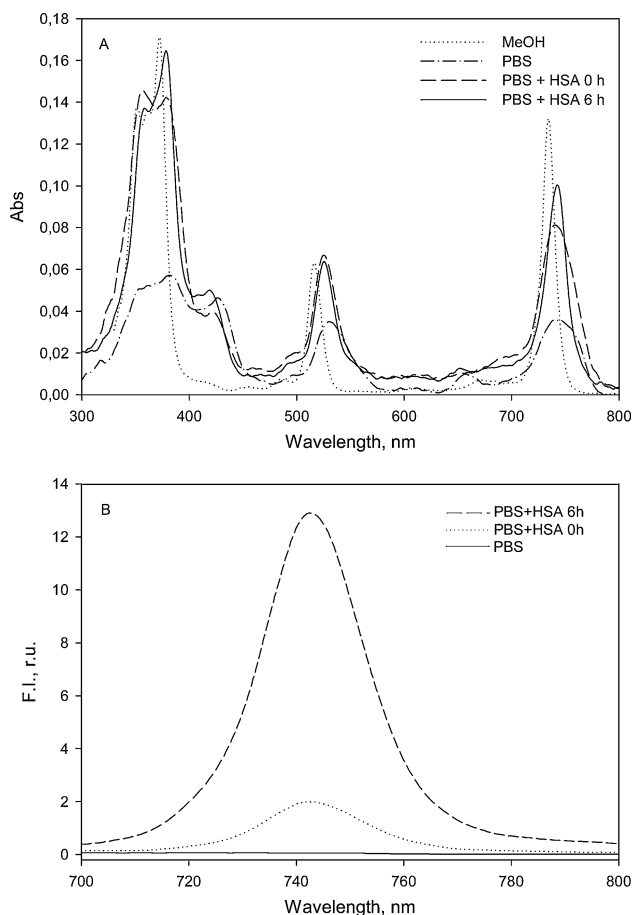 0,18
A
MeOH
PBS
PBS + HSA 0 h
PBS + HSA 6 h
0,16
0,14
0,12
0,10
0,08
0,06
0,04
0,02
0,00
Abs
300 400 500 600 700 800
Wavelength, nm
14
B
PBS+HSA 6h
PBS+HSA 0h
PBS
12
10
8
6
4
2
0
F.I., r.u.
700 720 740 760 780 800
Wavelength, nm